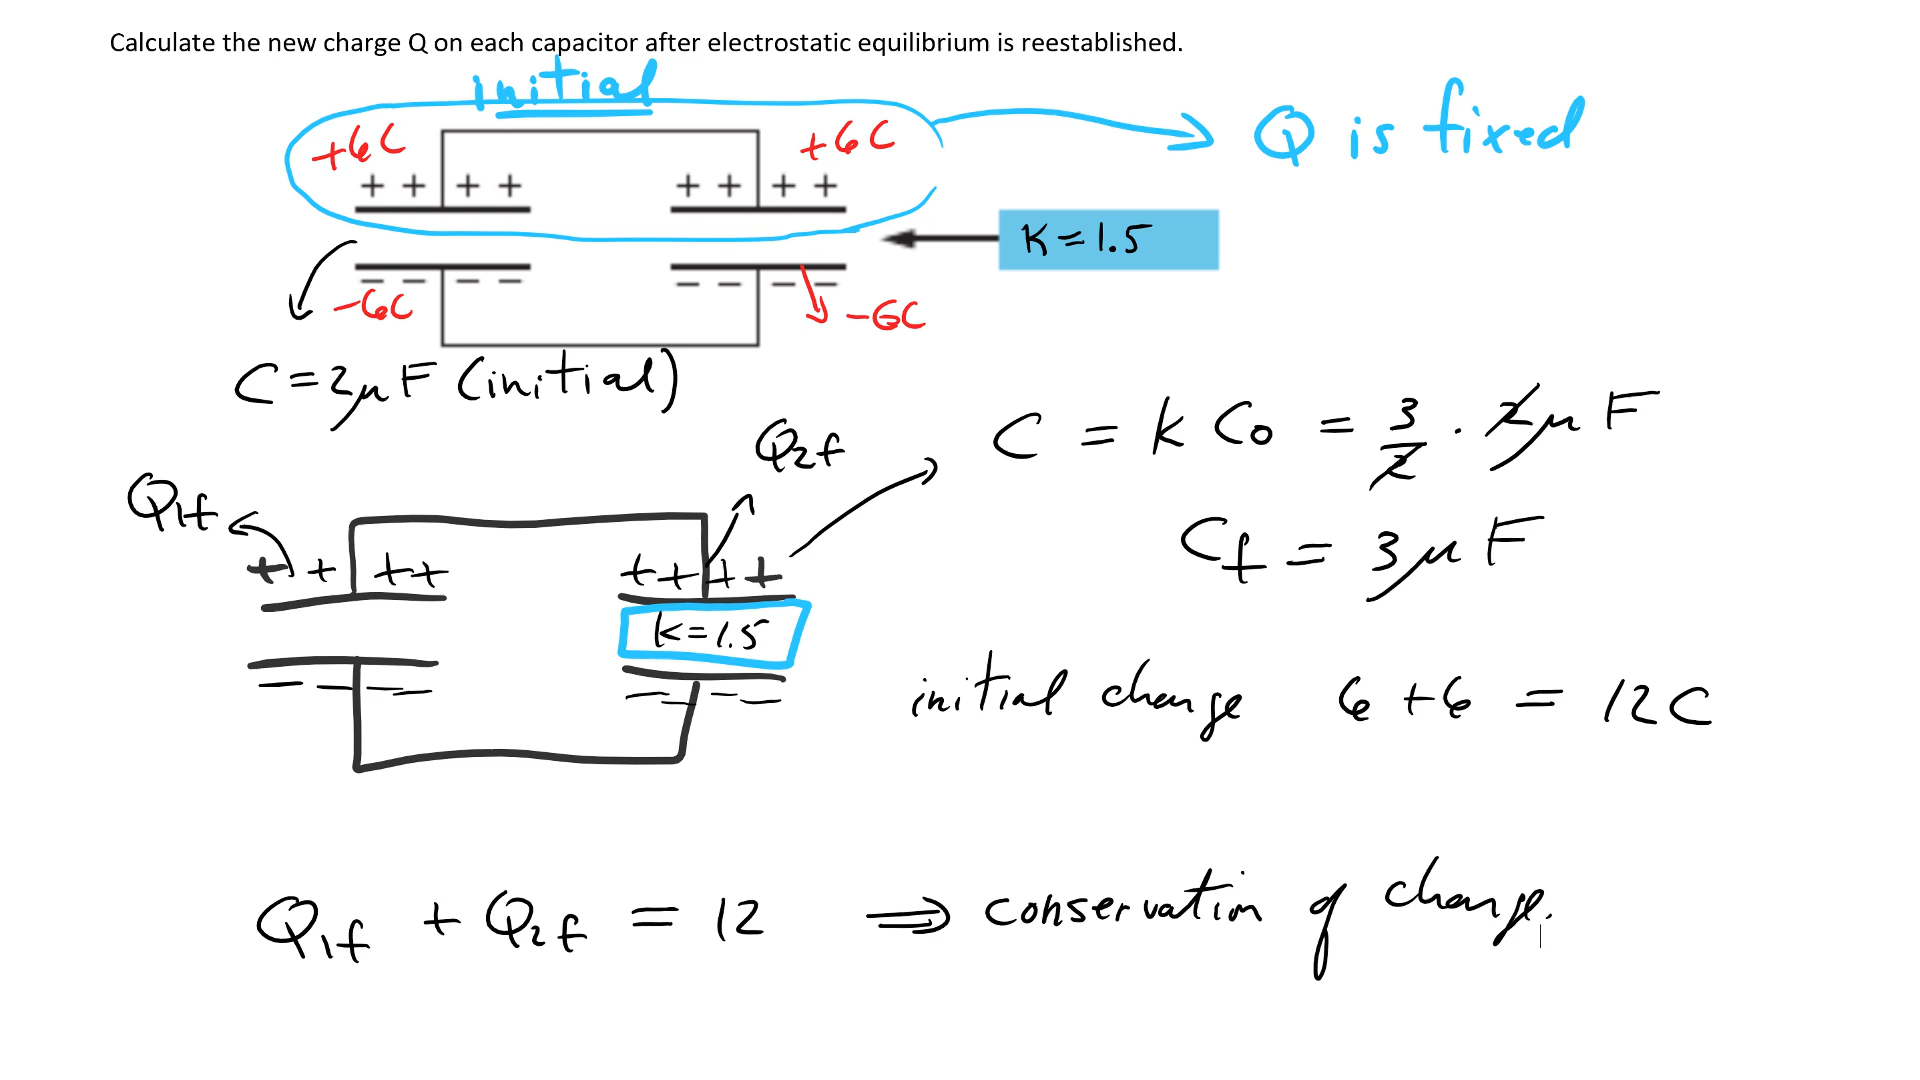 Calculate the new charge Q on each capacitor after electrostatic equilibrium is reestablished.
initial
+6C
+6C
Q is fixed
+ + + +
+ + + +
K = 1.5
− − − −
− − − −
−6C
−6C
C = 2μF (initial)
Q2f
C = k C0 = 3/2 · 2μF
Q1f
+ + + +
+ + + +
Cf = 3μF
k = 1.5
− − − −
− − − −
initial charge 6 + 6 = 12C
Q1f + Q2f = 12 ⇒ conservation of charge.